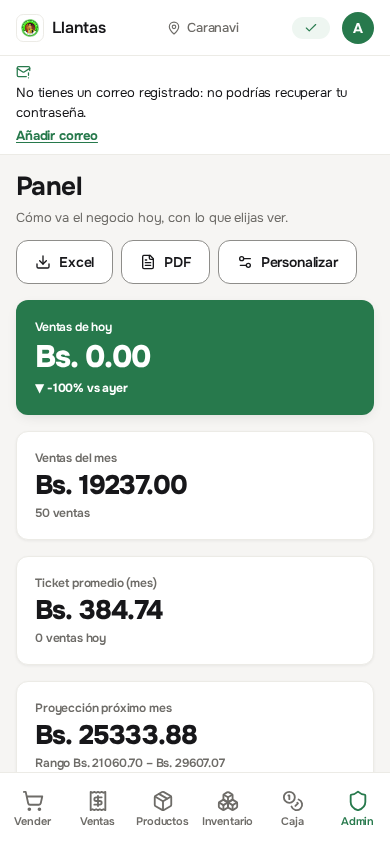 Llantas
Caranavi
A
No tienes un correo registrado: no podrías recuperar tu
contraseña.
Añadir correo
Panel
Cómo va el negocio hoy, con lo que elijas ver.
Excel
PDF
Personalizar
Ventas de hoy
Bs. 0.00
▼ -100% vs ayer
Ventas del mes
Bs. 19237.00
50 ventas
Ticket promedio (mes)
Bs. 384.74
0 ventas hoy
Proyección próximo mes
Bs. 25333.88
Rango Bs. 21060.70 – Bs. 29607.07
Vender
Ventas
Productos
Inventario
Caja
Admin